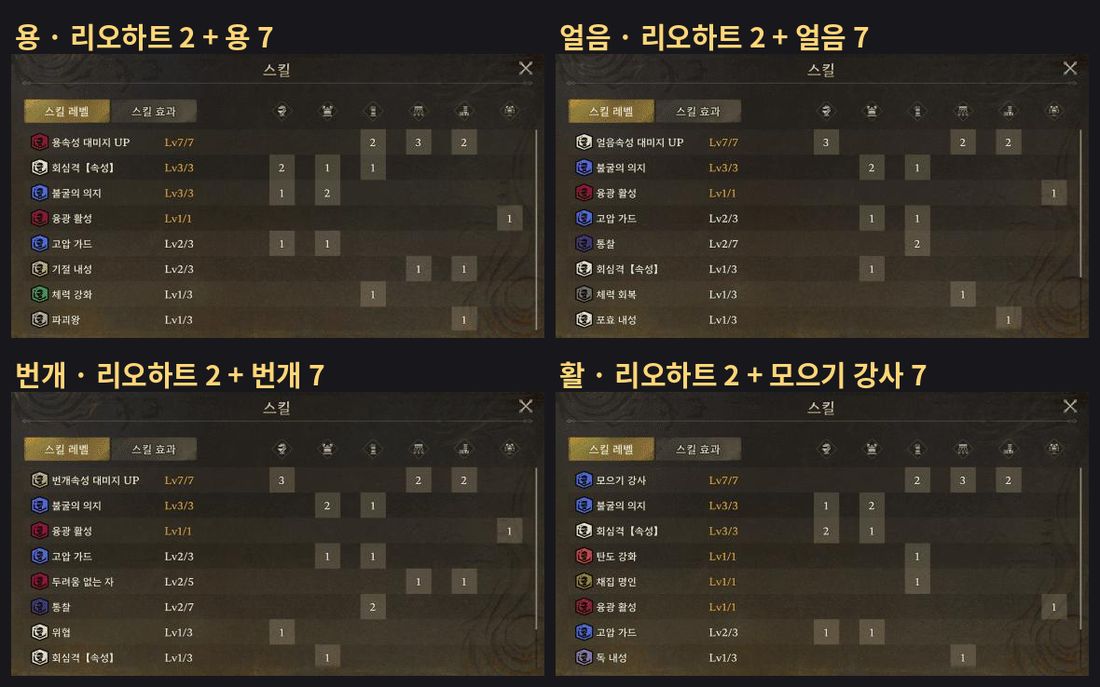 용 · 리오하트 2 + 용 7
스킬
스킬 레벨 스킬 효과
용속성 대미지 UP Lv7/7 2 3 2
회심격【속성】 Lv3/3 2 1 1
불굴의 의지 Lv3/3 1 2
융광 활성 Lv1/1 1
고압 가드 Lv2/3 1 1
기절 내성 Lv2/3 1 1
체력 강화 Lv1/3 1
파괴왕 Lv1/3 1
얼음 · 리오하트 2 + 얼음 7
스킬
스킬 레벨 스킬 효과
얼음속성 대미지 UP Lv7/7 3 2 2
불굴의 의지 Lv3/3 2 1
융광 활성 Lv1/1 1
고압 가드 Lv2/3 1 1
통찰 Lv2/7 2
회심격【속성】 Lv1/3 1
체력 회복 Lv1/3 1
포효 내성 Lv1/3 1
번개 · 리오하트 2 + 번개 7
스킬
스킬 레벨 스킬 효과
번개속성 대미지 UP Lv7/7 3 2 2
불굴의 의지 Lv3/3 2 1
융광 활성 Lv1/1 1
고압 가드 Lv2/3 1 1
두려움 없는 자 Lv2/5 1 1
통찰 Lv2/7 2
위협 Lv1/3 1
회심격【속성】 Lv1/3 1
활 · 리오하트 2 + 모으기 강사 7
스킬
스킬 레벨 스킬 효과
모으기 강사 Lv7/7 2 3 2
불굴의 의지 Lv3/3 1 2
회심격【속성】 Lv3/3 2 1
탄도 강화 Lv1/1 1
채집 명인 Lv1/1 1
융광 활성 Lv1/1 1
고압 가드 Lv2/3 1 1
독 내성 Lv1/3 1